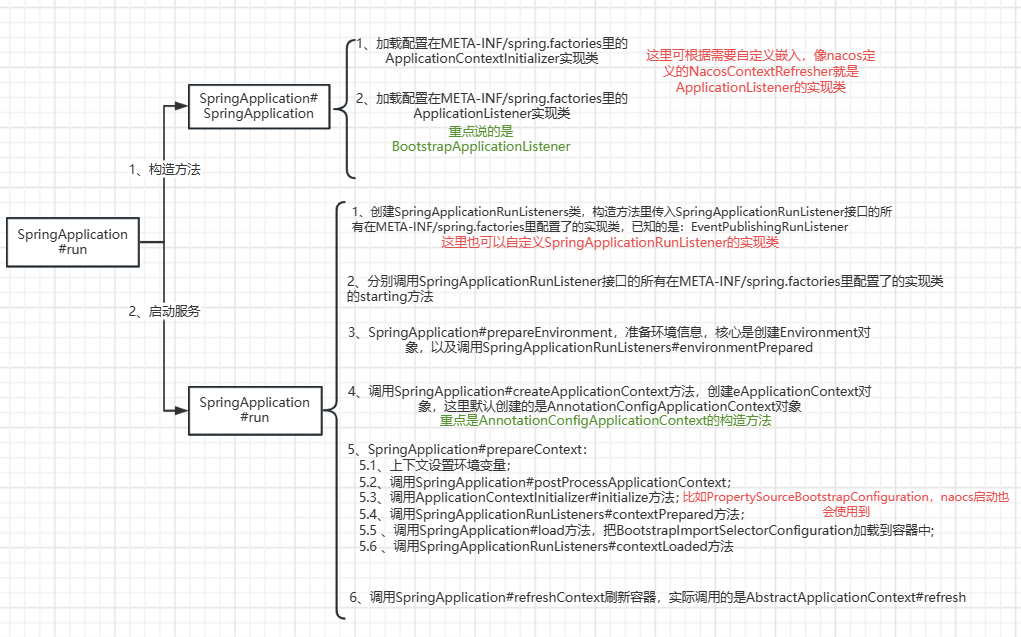 1、加载配置在META-INF/spring.factories里的
ApplicationContextInitializer实现类
这里可根据需要自定义嵌入，像nacos定
义的NacosContextRefresher就是
ApplicationListener的实现类
SpringApplication#
SpringApplication
2、加载配置在META-INF/spring.factories里的
ApplicationListener实现类
重点说的是
BootstrapApplicationListener
1、构造方法
SpringApplication
#run
2、启动服务
SpringApplication
#run
1、创建SpringApplicationRunListeners类，构造方法里传入SpringApplicationRunListener接口的所
有在META-INF/spring.factories里配置了的实现类，已知的是：EventPublishingRunListener
这里也可以自定义SpringApplicationRunListener的实现类
2、分别调用SpringApplicationRunListener接口的所有在META-INF/spring.factories里配置了的实现类
的starting方法
3、SpringApplication#prepareEnvironment，准备环境信息，核心是创建Environment对
象，以及调用SpringApplicationRunListeners#environmentPrepared
4、调用SpringApplication#createApplicationContext方法，创建eApplicationContext对
象，这里默认创建的是AnnotationConfigApplicationContext对象
重点是AnnotationConfigApplicationContext的构造方法
5、SpringApplication#prepareContext：
5.1、上下文设置环境变量；
5.2、调用SpringApplication#postProcessApplicationContext；
5.3、调用ApplicationContextInitializer#initialize方法；比如PropertySourceBootstrapConfiguration，naocs启动也
会使用到
5.4、调用SpringApplicationRunListeners#contextPrepared方法；
5.5 、调用SpringApplication#load方法，把BootstrapImportSelectorConfiguration加载到容器中;
5.6 、调用SpringApplicationRunListeners#contextLoaded方法
6、调用SpringApplication#refreshContext刷新容器，实际调用的是AbstractApplicationContext#refresh